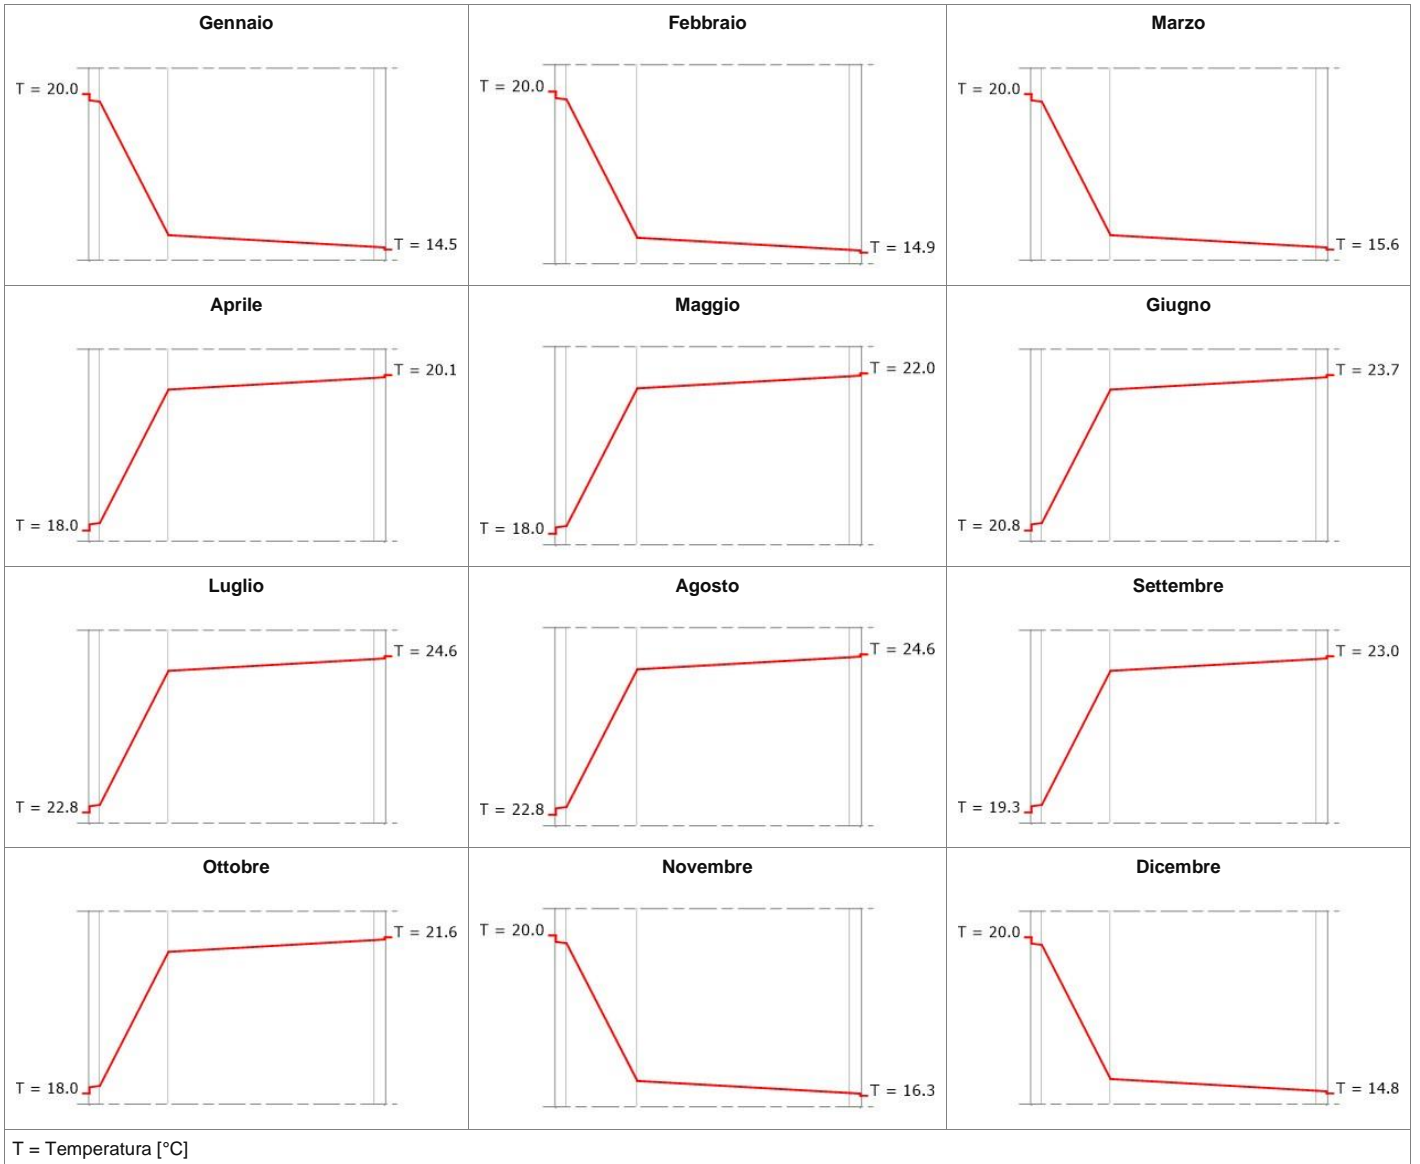 Gennaio
Febbraio
Marzo
T = 20.0
T = 14.5
T = 20.0
T = 14.9
T = 20.0
T = 15.6
Aprile
Maggio
Giugno
T = 20.1
T = 18.0
T = 22.0
T = 18.0
T = 23.7
T = 20.8
Luglio
Agosto
Settembre
T = 24.6
T = 22.8
T = 24.6
T = 22.8
T = 23.0
T = 19.3
Ottobre
Novembre
Dicembre
T = 21.6
T = 18.0
T = 20.0
T = 16.3
T = 20.0
T = 14.8
T = Temperatura [°C]